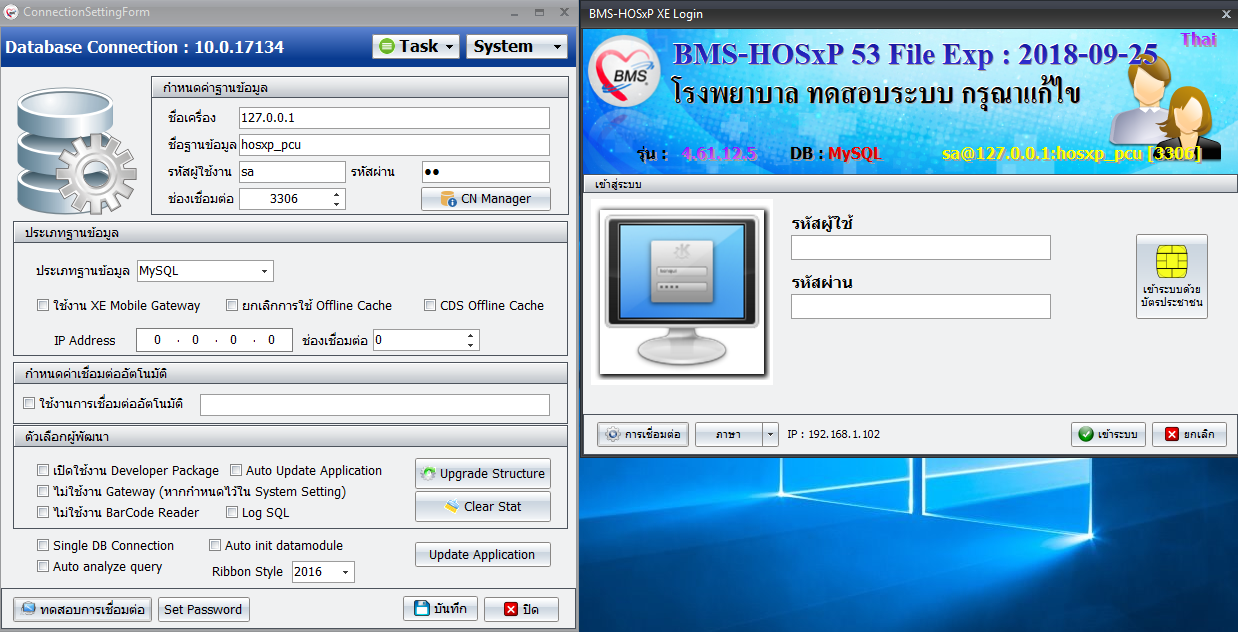 ConnectionSettingForm
Database Connection : 10.0.17134
Task
System
กำหนดค่าฐานข้อมูล
ชื่อเครื่อง 127.0.0.1
ชื่อฐานข้อมูล hosxp_pcu
รหัสผู้ใช้งาน sa รหัสผ่าน ●●
ช่องเชื่อมต่อ 3306 CN Manager
ประเภทฐานข้อมูล
ประเภทฐานข้อมูล MySQL
ใช้งาน XE Mobile Gateway ยกเลิกการใช้ Offline Cache CDS Offline Cache
IP Address 0 . 0 . 0 . 0 ช่องเชื่อมต่อ 0
กำหนดค่าเชื่อมต่ออัตโนมัติ
ใช้งานการเชื่อมต่ออัตโนมัติ
ตัวเลือกผู้พัฒนา
เปิดใช้งาน Developer Package Auto Update Application Upgrade Structure
ไม่ใช้งาน Gateway (หากกำหนดไว้ใน System Setting)
ไม่ใช้งาน BarCode Reader Log SQL Clear Stat
Single DB Connection Auto init datamodule Update Application
Auto analyze query Ribbon Style 2016
ทดสอบการเชื่อมต่อ Set Password บันทึก ปิด
BMS-HOSxP XE Login
BMS
BMS-HOSxP 53 File Exp : 2018-09-25 Thai
โรงพยาบาล ทดสอบระบบ กรุณาแก้ไข
รุ่น : 4.61.12.5 DB : MySQL sa@127.0.0.1:hosxp_pcu [3306]
เข้าสู่ระบบ
รหัสผู้ใช้
รหัสผ่าน
เข้าระบบด้วย
บัตรประชาชน
การเชื่อมต่อ ภาษา IP : 192.168.1.102 เข้าระบบ ยกเลิก